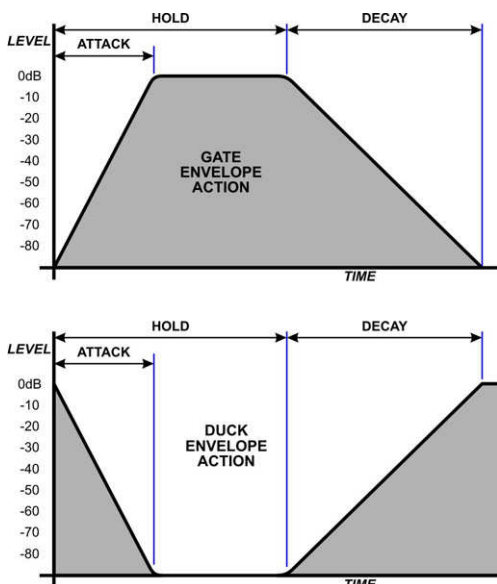 HOLD
DECAY
LEVEL
ATTACK
0dB
-10
-20
-30
-40
-50
-60
-70
-80
GATE
ENVELOPE
ACTION
TIME
HOLD
DECAY
LEVEL
ATTACK
0dB
-10
-20
-30
-40
-50
-60
-70
-80
DUCK
ENVELOPE
ACTION
TIME